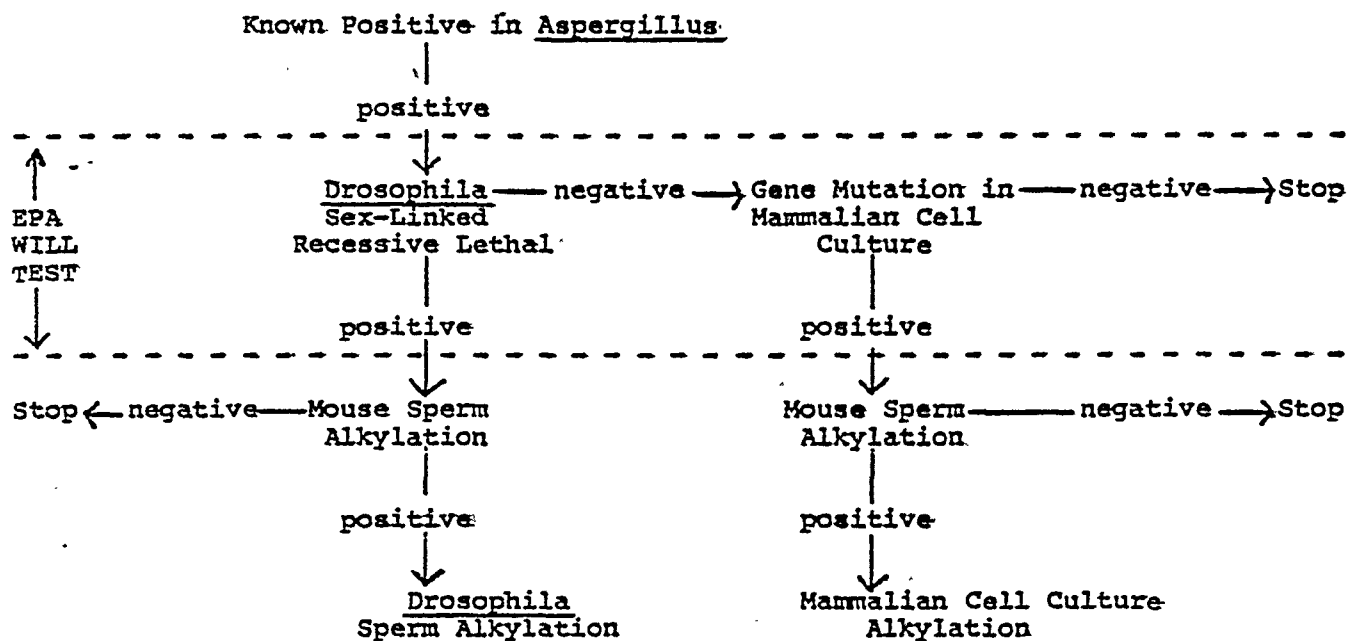 Known Positive in Aspergillus
positive
Drosophila negative Gene Mutation in negative Stop
EPA Sex-Linked Mammalian Cell
WILL Recessive Lethal Culture
TEST
positive positive
Stop negative Mouse Sperm Mouse Sperm negative Stop
Alkylation Alkylation
positive positive
Drosophila Mammalian Cell Culture
Sperm Alkylation Alkylation